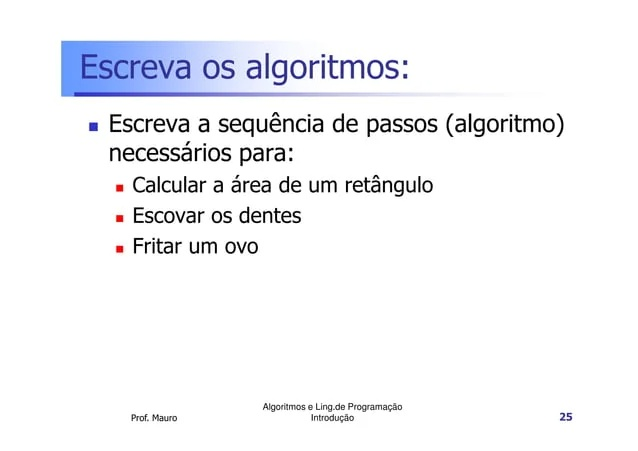 Escreva os algoritmos:
Escreva a sequência de passos (algoritmo)
necessários para:
Calcular a área de um retângulo
Escovar os dentes
Fritar um ovo
Prof. Mauro
Algoritmos e Ling.de Programação
Introdução
25